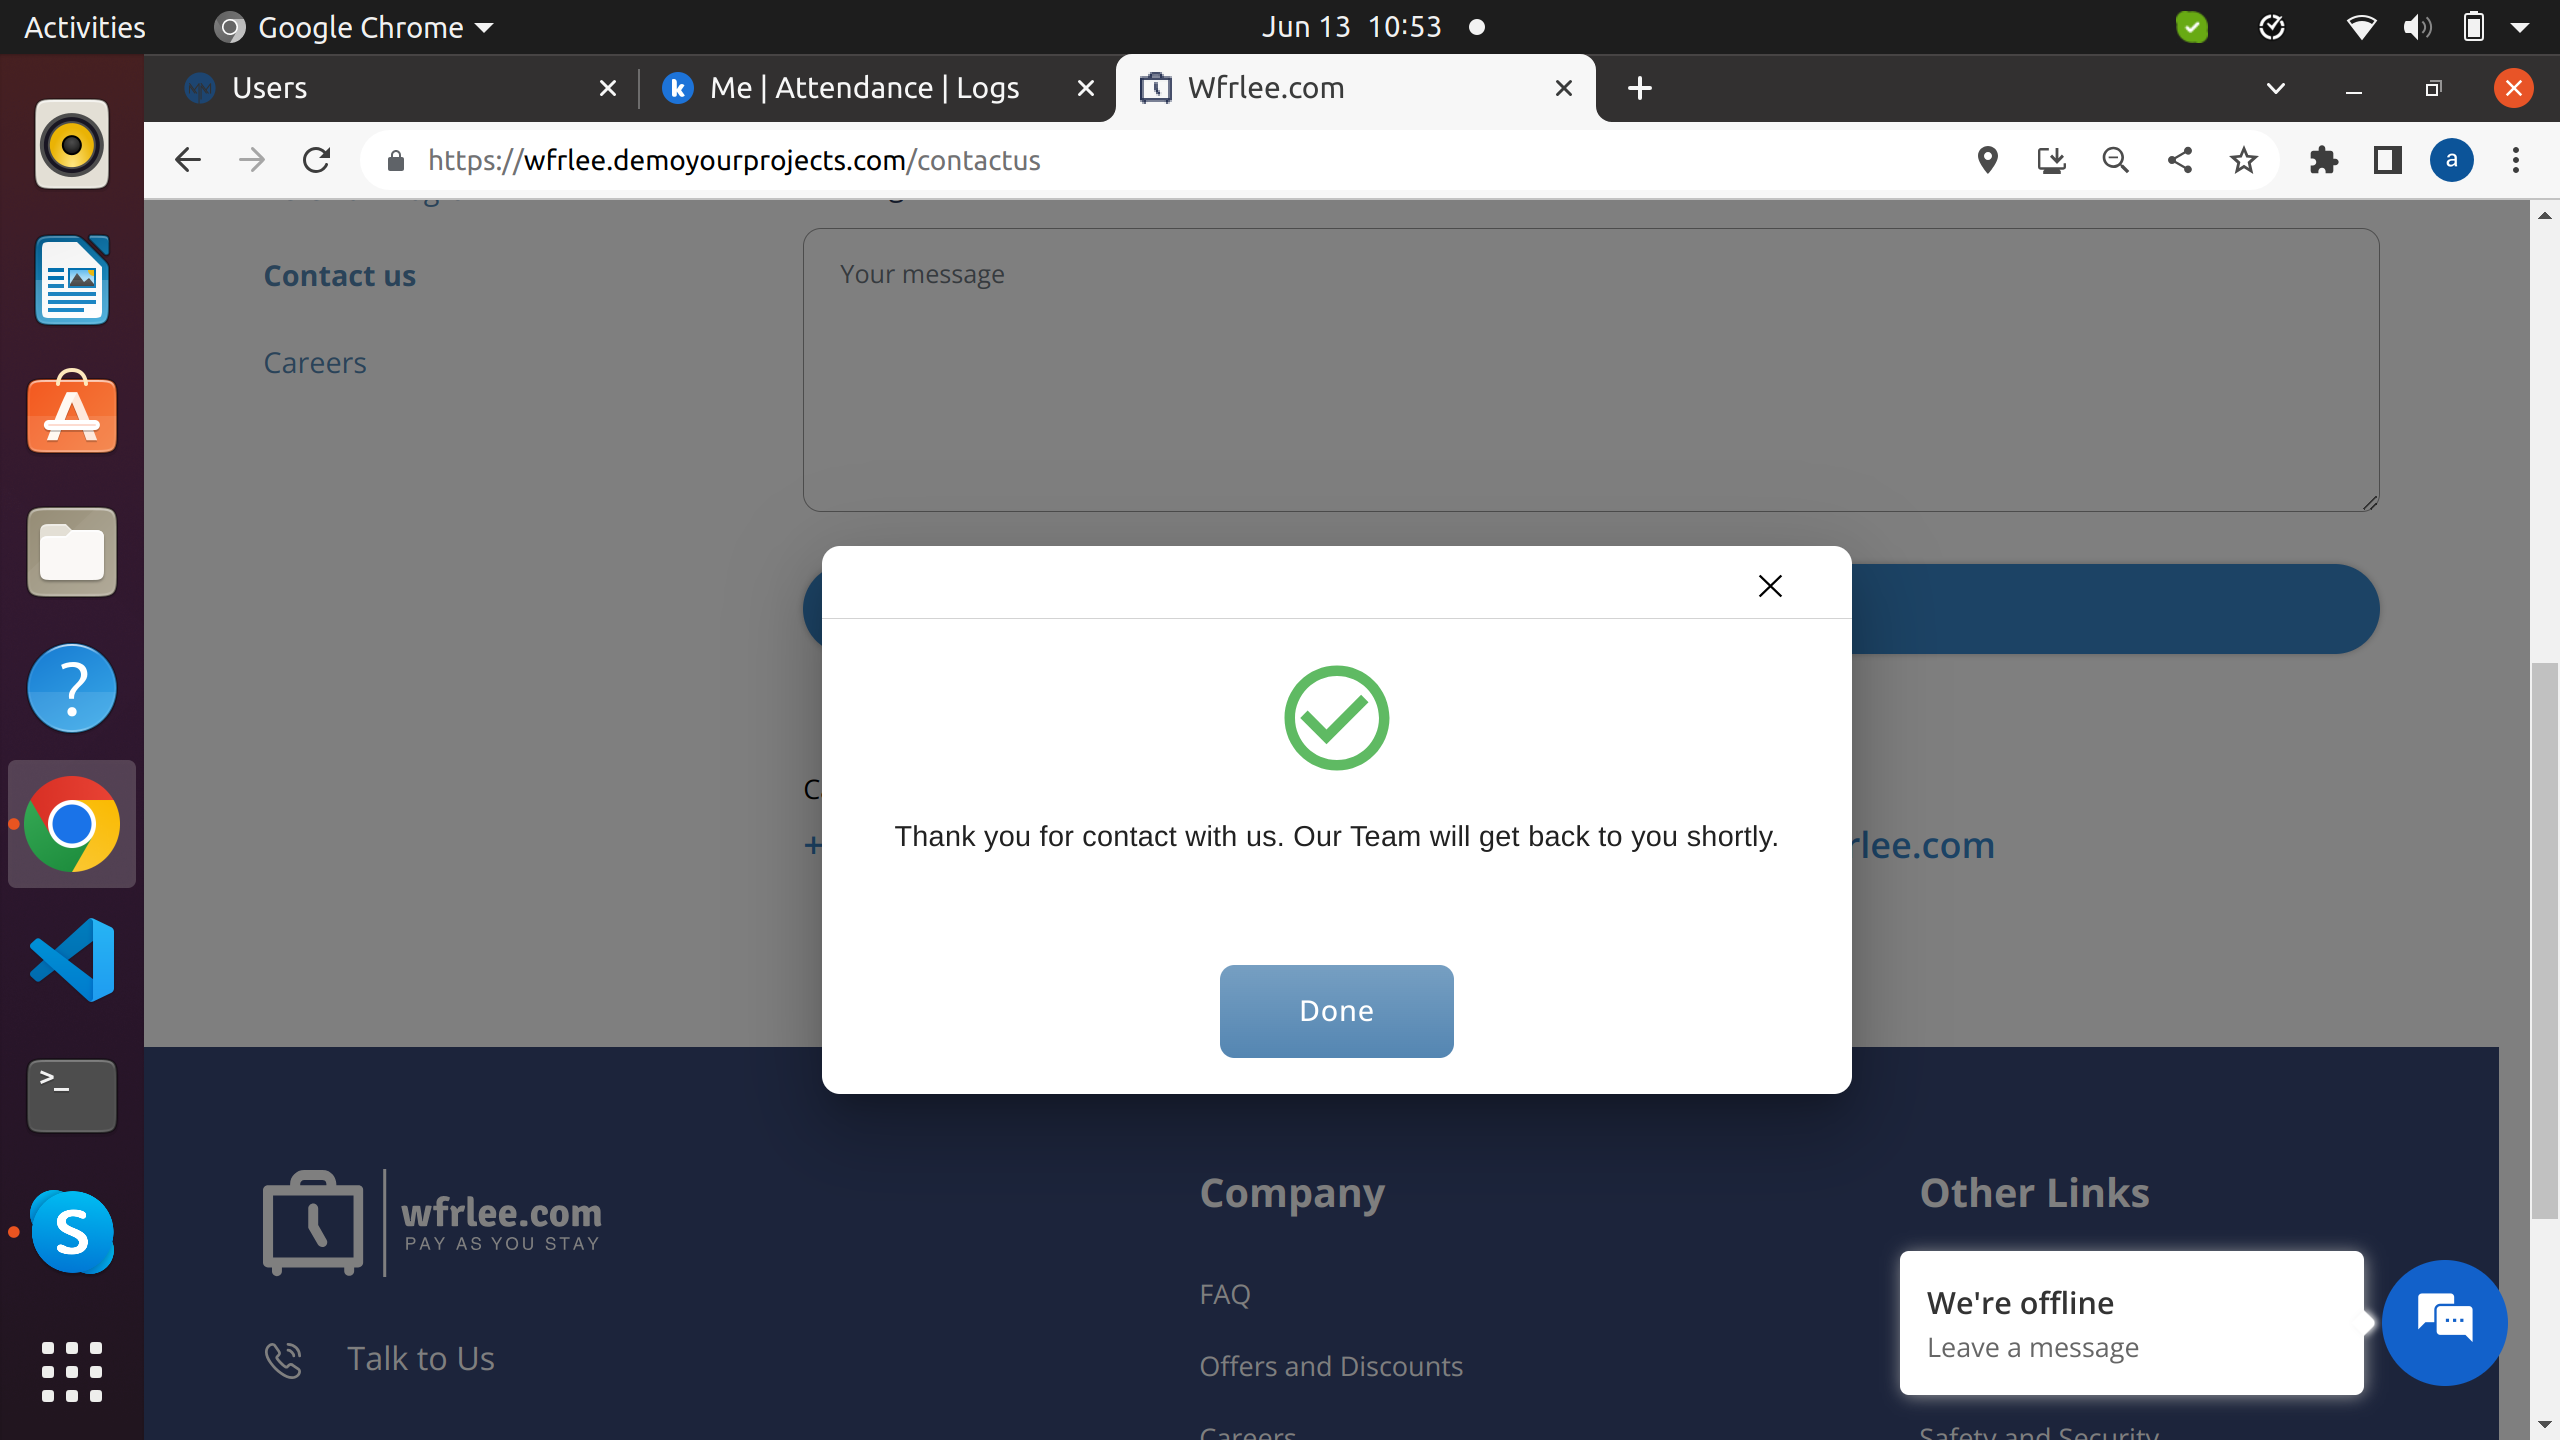 Activities
Google Chrome
Jun 13 10:53
Users
Me | Attendance | Logs
Wfrlee.com
https://wfrlee.demoyourprojects.com/contactus
a
Contact us
Careers
Your message
Thank you for contact with us. Our Team will get back to you shortly.
rlee.com
Done
wfrlee.com
PAY AS YOU STAY
Talk to Us
Company
FAQ
Offers and Discounts
Careers
Other Links
We're offline
Leave a message
Safety and Security